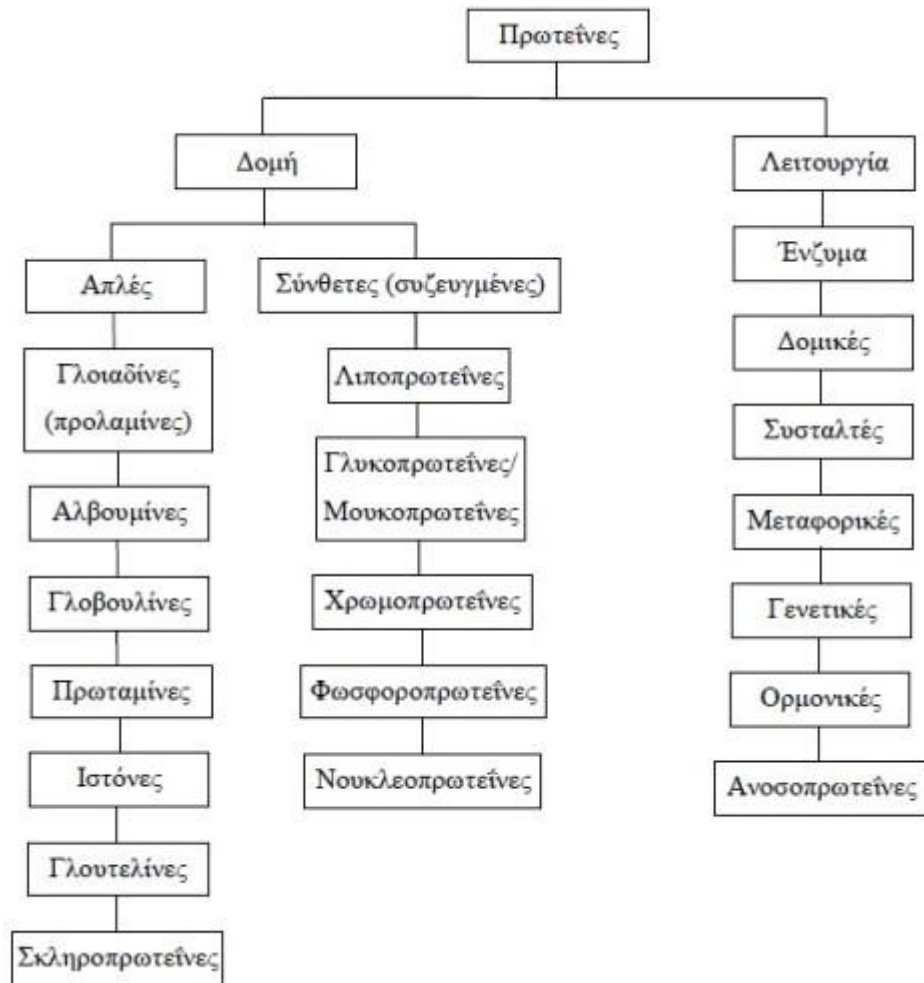 Πρωτεΐνες
Δομή
Λειτουργία
Απλές
Σύνθετες (συζευγμένες)
Γλοιαδίνες
(προλαμίνες)
Αλβουμίνες
Γλοβουλίνες
Πρωταμίνες
Ιστόνες
Γλουτελίνες
Σκληροπρωτεΐνες
Λιποπρωτεΐνες
Γλυκοπρωτεΐνες/
Μουκοπρωτεΐνες
Χρωμοπρωτεΐνες
Φωσφοροπρωτεΐνες
Νουκλεοπρωτεΐνες
Ένζυμα
Δομικές
Συσταλτές
Μεταφορικές
Γενετικές
Ορμονικές
Ανοσοπρωτεΐνες